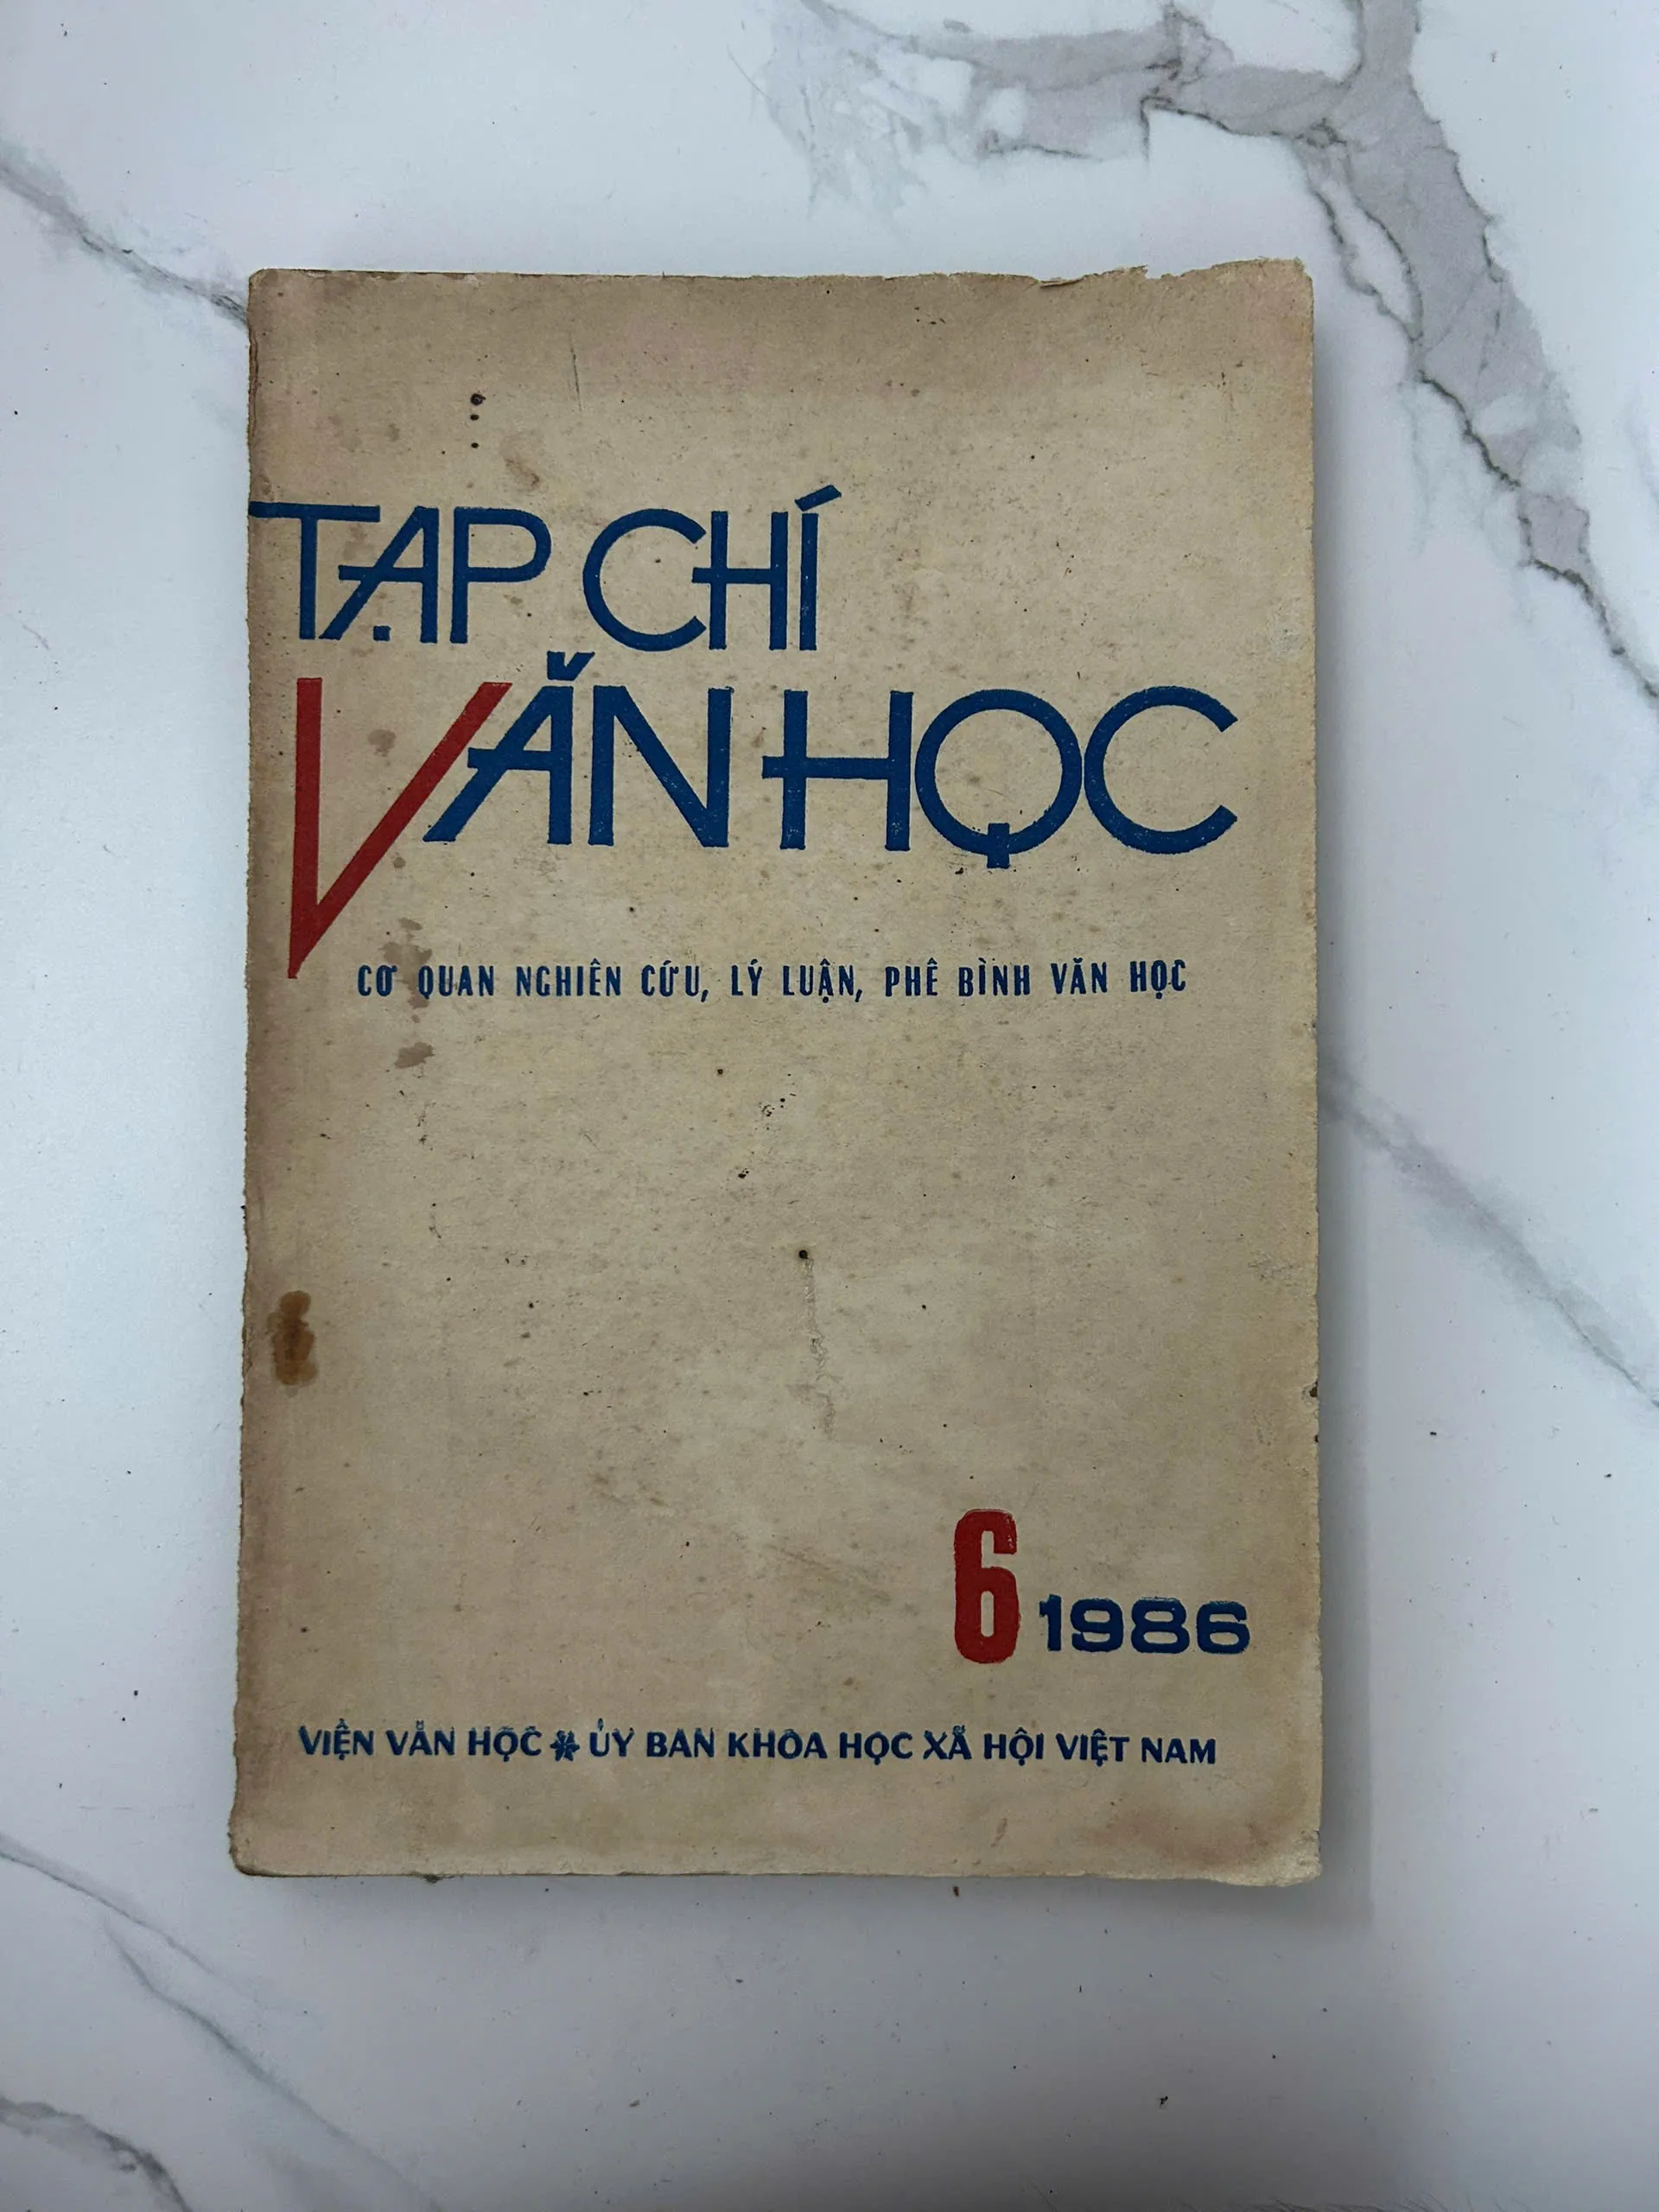 TẠP CHÍ
VĂN HỌC
CƠ QUAN NGHIÊN CỨU, LÝ LUẬN, PHÊ BÌNH VĂN HỌC
6 1986
VIỆN VĂN HỌC * ỦY BAN KHOA HỌC XÃ HỘI VIỆT NAM